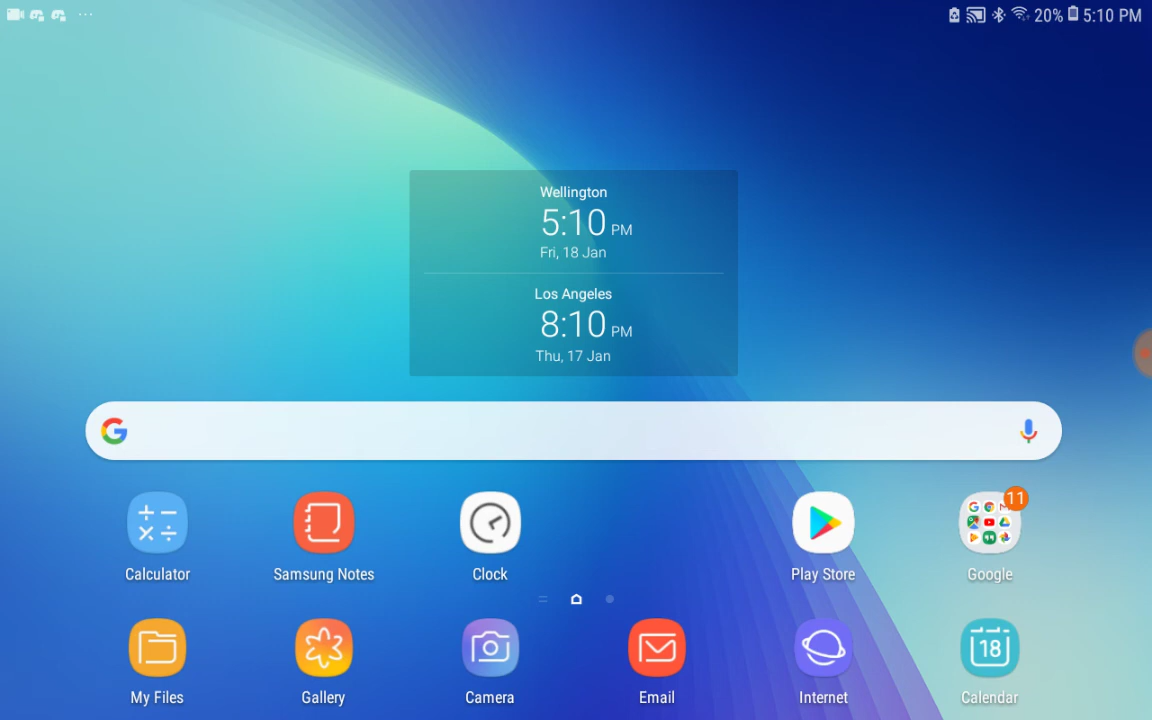 20% 5:10 PM
Wellington
5:10 PM
Fri, 18 Jan
Los Angeles
8:10 PM
Thu, 17 Jan
11
Calculator
Samsung Notes
Clock
Play Store
Google
18
My Files
Gallery
Camera
Email
Internet
Calendar